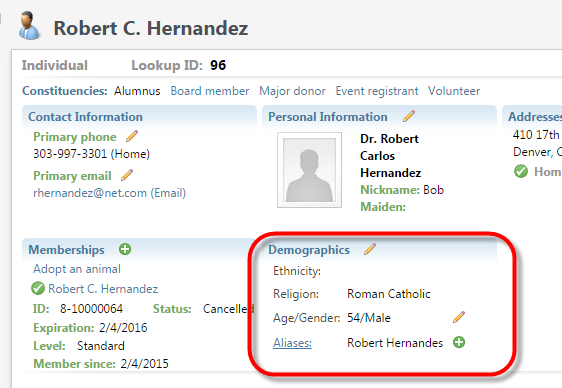 Robert C. Hernandez
Individual Lookup ID: 96
Constituencies: Alumnus Board member Major donor Event registrant Volunteer
Contact Information
Primary phone
303-997-3301 (Home)
Primary email
rhernandez@net.com (Email)
Personal Information
Dr. Robert
Carlos
Hernandez
Nickname: Bob
Maiden:
Addresses
410 17th
Denver, C
Hom
Memberships
Adopt an animal
Robert C. Hernandez
ID: 8-10000064 Status: Cancelled
Expiration: 2/4/2016
Level: Standard
Member since: 2/4/2015
Demographics
Ethnicity:
Religion: Roman Catholic
Age/Gender: 54/Male
Aliases: Robert Hernandes